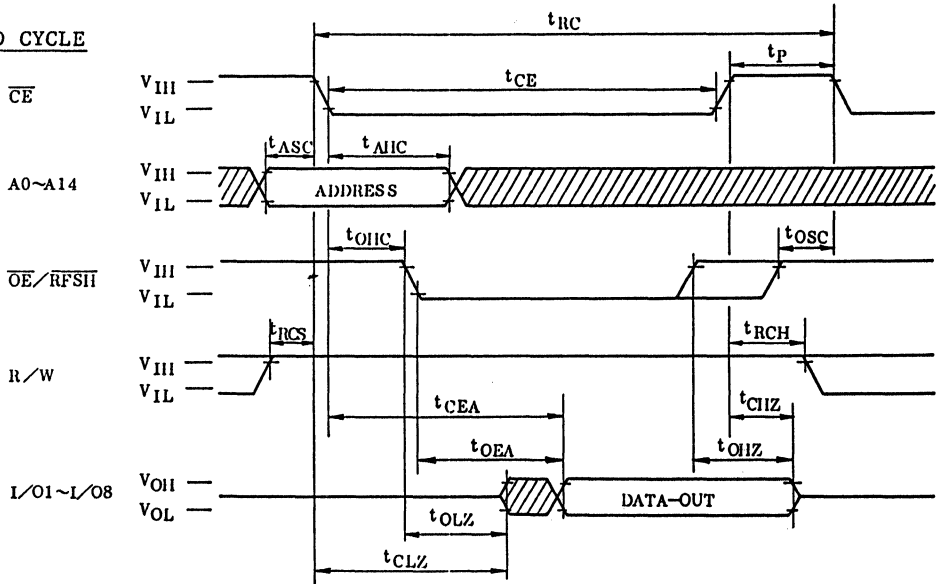 CYCLE
tRC
tP
CE
VIH
VIL
tCE
tASC
tAHC
A0~A14
VIH
VIL
ADDRESS
tOHC
tOSC
OE/RFSH
VIH
VIL
tRCS
tRCH
R/W
VIH
VIL
tCEA
tCHZ
tOEA
tOHZ
I/O1~I/O8
VOH
VOL
DATA-OUT
tOLZ
tCLZ